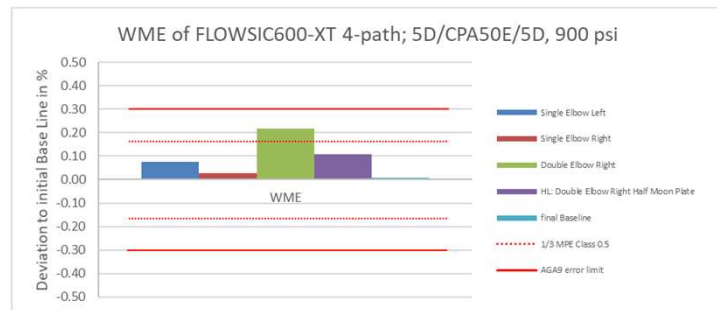 WME of FLOWSIC600-XT 4-path; 5D/CPA50E/5D, 900 psi
Deviation to initial Base Line in %
0.50
0.40
0.30
0.20
0.10
0.00
-0.10
-0.20
-0.30
-0.40
-0.50
WME
Single Elbow Left
Single Elbow Right
Double Elbow Right
HL: Double Elbow Right Half Moon Plate
final Baseline
1/3 MPE Class 0.5
AGA9 error limit